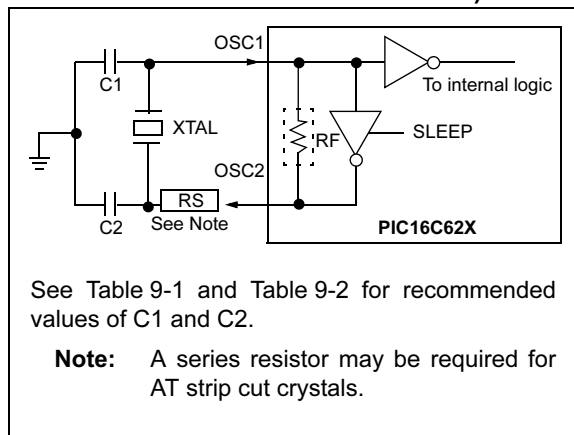 OSC1
C1
To internal logic
XTAL
RF
SLEEP
OSC2
RS
C2
See Note
PIC16C62X
See Table 9-1 and Table 9-2 for recommended
values of C1 and C2.
Note: A series resistor may be required for
AT strip cut crystals.